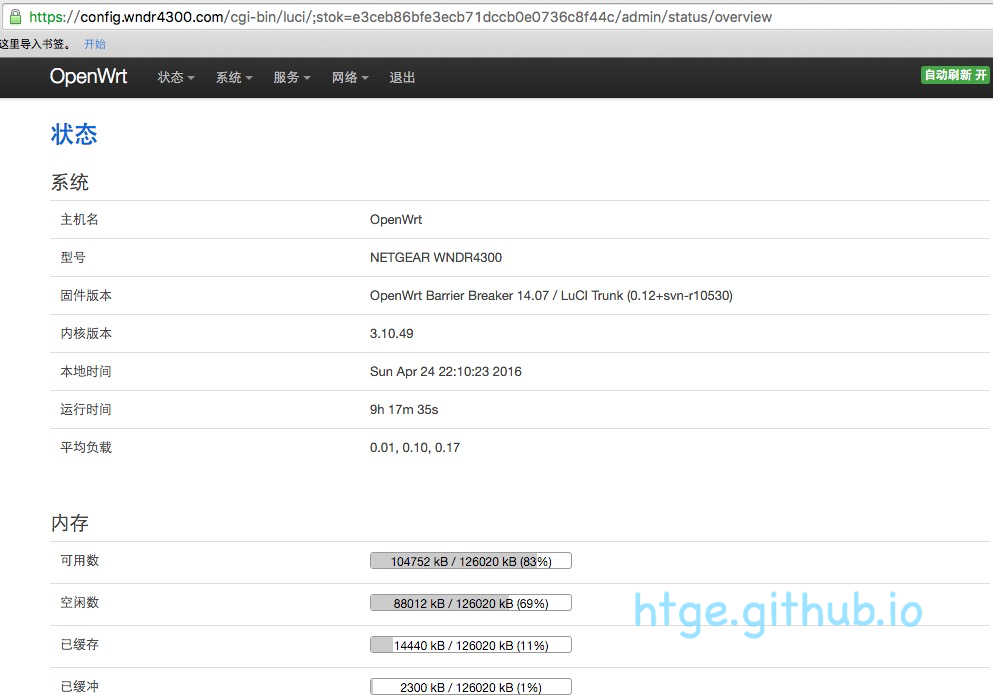 https://config.wndr4300.com/cgi-bin/luci/;stok=e3ceb86bfe3ecb71dccb0e0736c8f44c/admin/status/overview
这里导入书签。 开始
OpenWrt 状态 系统 服务 网络 退出 自动刷新 开
状态
系统
主机名 OpenWrt
型号 NETGEAR WNDR4300
固件版本 OpenWrt Barrier Breaker 14.07 / LuCI Trunk (0.12+svn-r10530)
内核版本 3.10.49
本地时间 Sun Apr 24 22:10:23 2016
运行时间 9h 17m 35s
平均负载 0.01, 0.10, 0.17
内存
可用数 104752 kB / 126020 kB (83%)
空闲数 88012 kB / 126020 kB (69%)
htge.github.io
已缓存 14440 kB / 126020 kB (11%)
已缓冲 2300 kB / 126020 kB (1%)